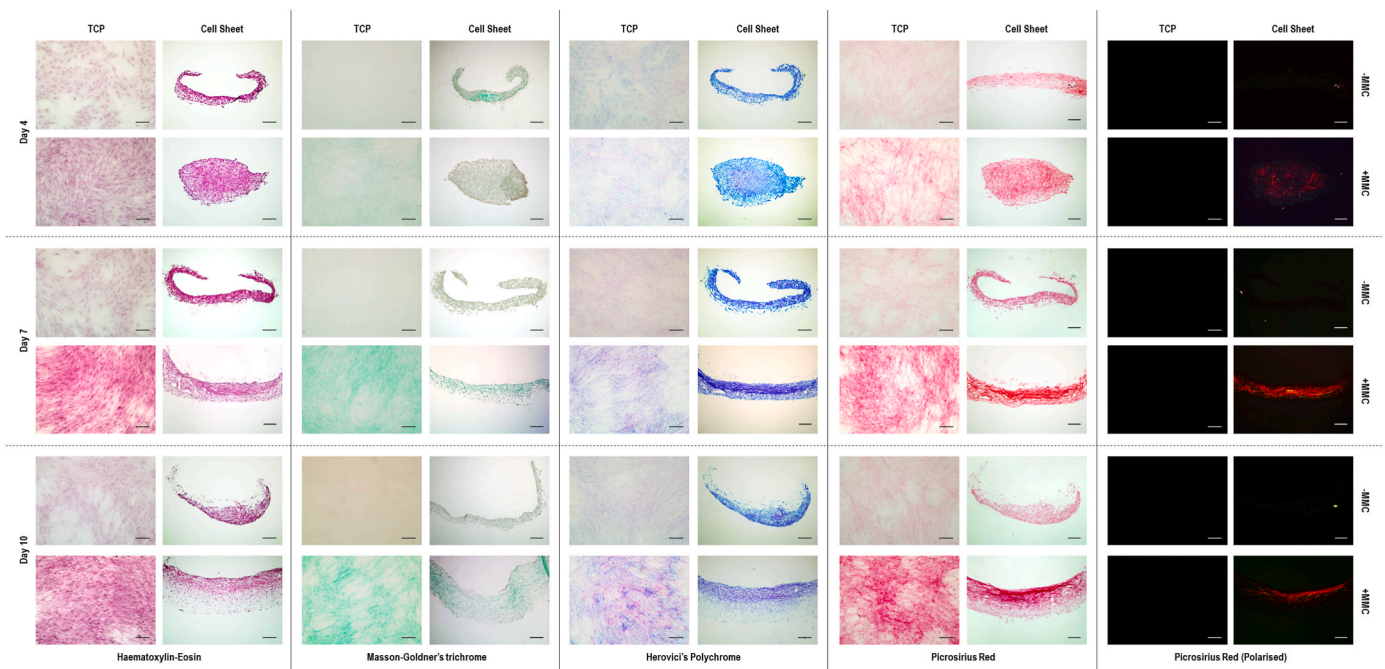 TCP Cell Sheet TCP Cell Sheet TCP Cell Sheet TCP Cell Sheet TCP Cell Sheet
Day 4
-MMC
+MMC
Day 7
-MMC
+MMC
Day 10
-MMC
+MMC
Haematoxylin-Eosin Masson-Goldner's trichrome Herovici's Polychrome Picrosirius Red Picrosirius Red (Polarised)